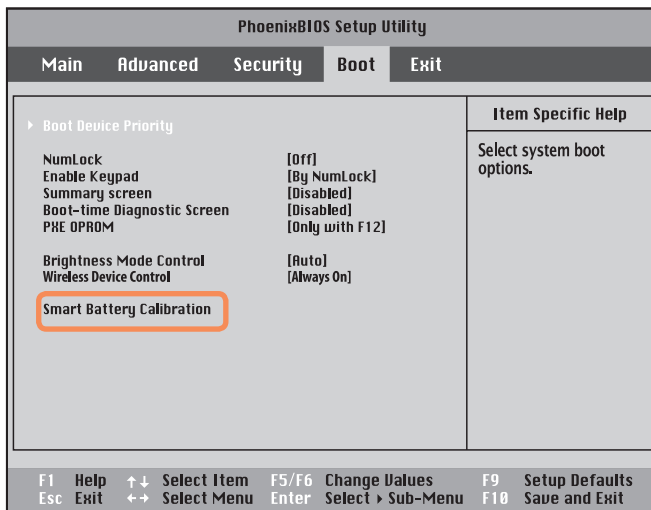 PhoenixBIOS Setup Utility
Main Advanced Security Boot Exit
Item Specific Help
Select system boot
options.
Boot Device Priority
NumLock [Off]
Enable Keypad [By NumLock]
Summary screen [Disabled]
Boot-time Diagnostic Screen [Disabled]
PXE OPROM [Only with F12]
Brightness Mode Control [Auto]
Wireless Device Control [Always On]
Smart Battery Calibration
F1 Help ↑↓ Select Item F5/F6 Change Values F9 Setup Defaults
Esc Exit ←→ Select Menu Enter Select ▸ Sub-Menu F10 Save and Exit